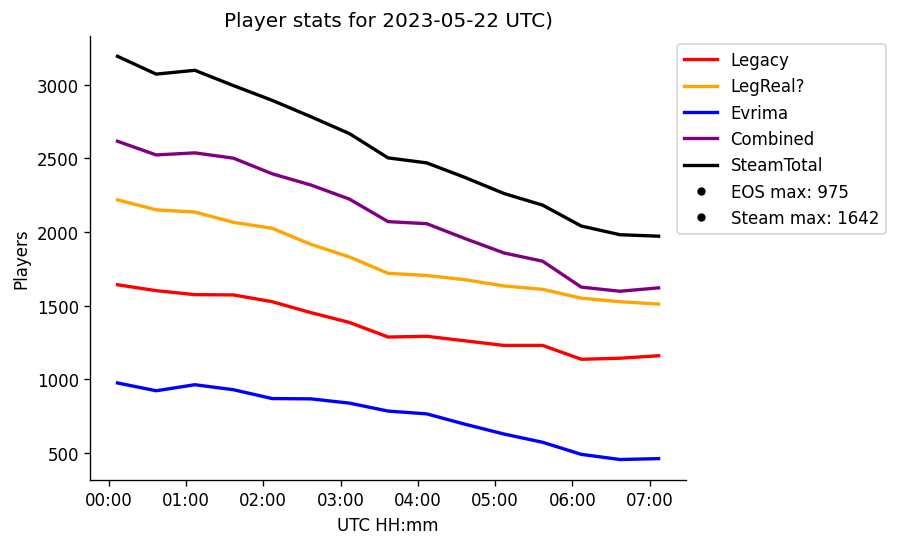 Player stats for 2023-05-22 UTC)
Legacy
LegReal?
Evrima
Combined
SteamTotal
EOS max: 975
Steam max: 1642
Players
3000
2500
2000
1500
1000
500
00:00 01:00 02:00 03:00 04:00 05:00 06:00 07:00
UTC HH:mm